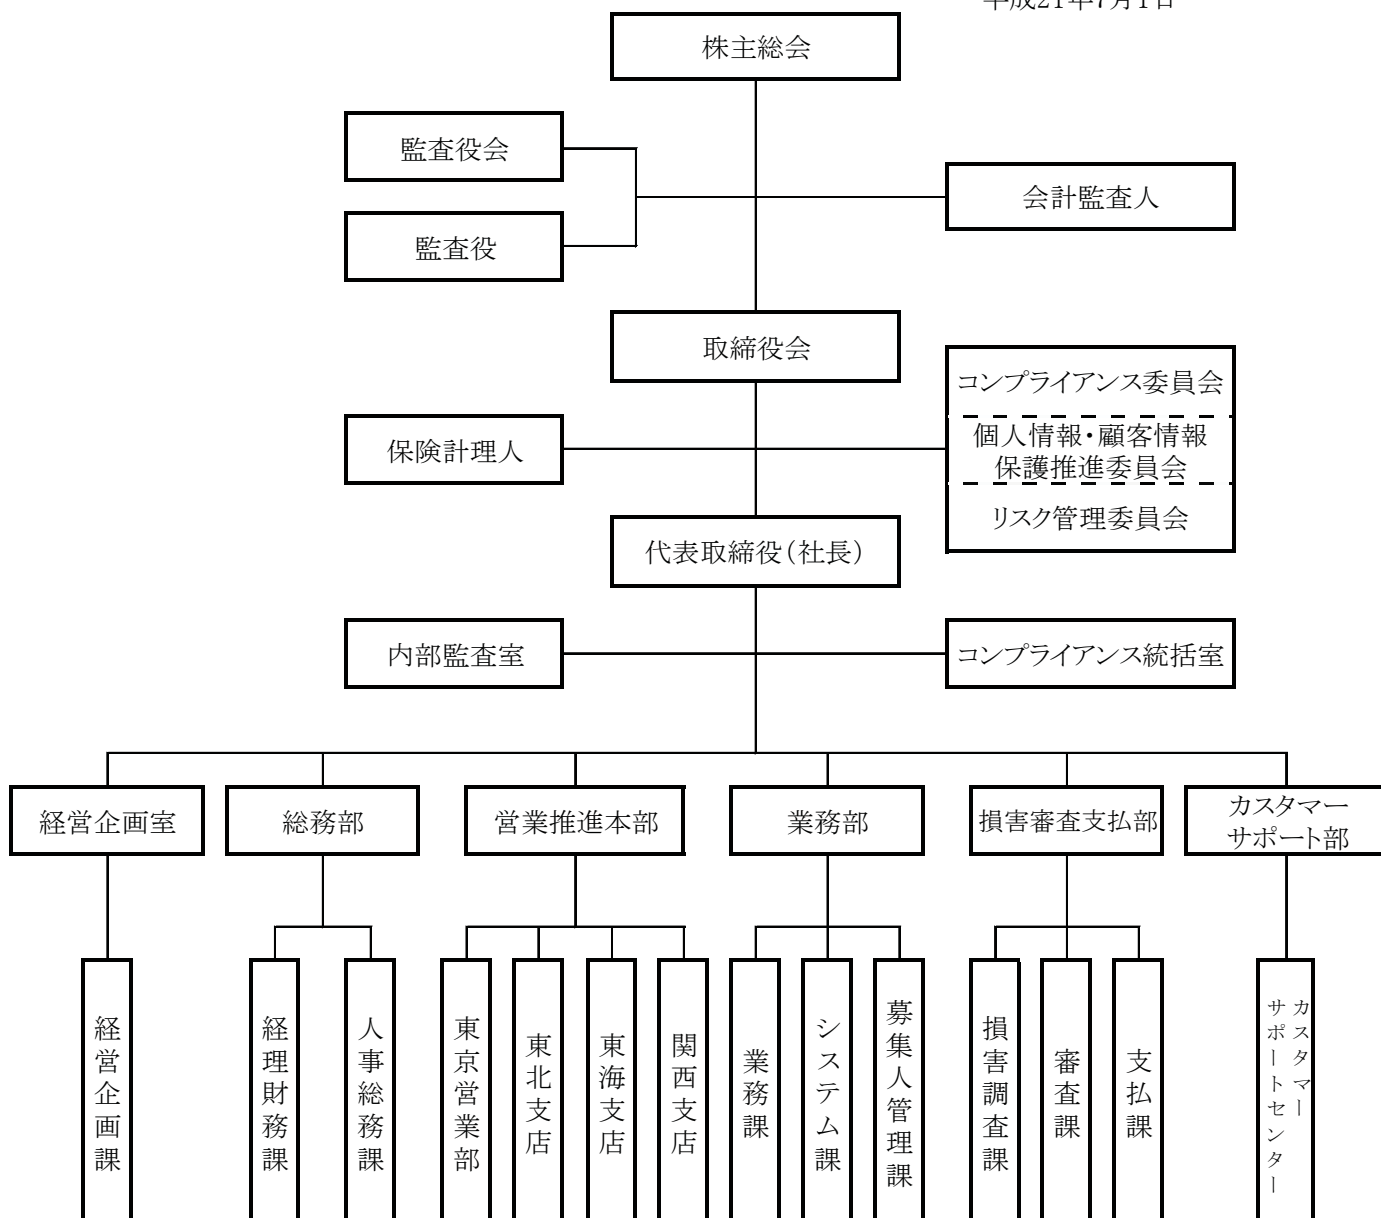 平成21年7月1日
株主総会
監査役会
会計監査人
監査役
取締役会
コンプライアンス委員会
個人情報・顧客情報
保護推進委員会
リスク管理委員会
保険計理人
代表取締役(社長)
内部監査室
コンプライアンス統括室
経営企画室
総務部
営業推進本部
業務部
損害審査支払部
カスタマー
サポート部
経営企画課
経理財務課
人事総務課
東京営業部
東北支店
東海支店
関西支店
業務課
システム課
募集人管理課
損害調査課
審査課
支払課
カスタマー
サポートセンター